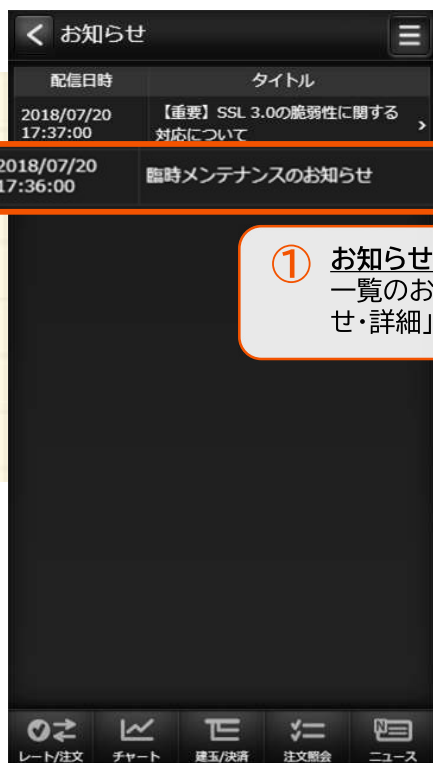 お知らせ
配信日時 タイトル
2018/07/20 【重要】SSL 3.0の脆弱性に関する
17:37:00 対応について
2018/07/20
17:36:00
臨時メンテナンスのお知らせ
① お知らせ
一覧のお
せ・詳細」
レート/注文 チャート 建玉/決済 注文照会 ニュース